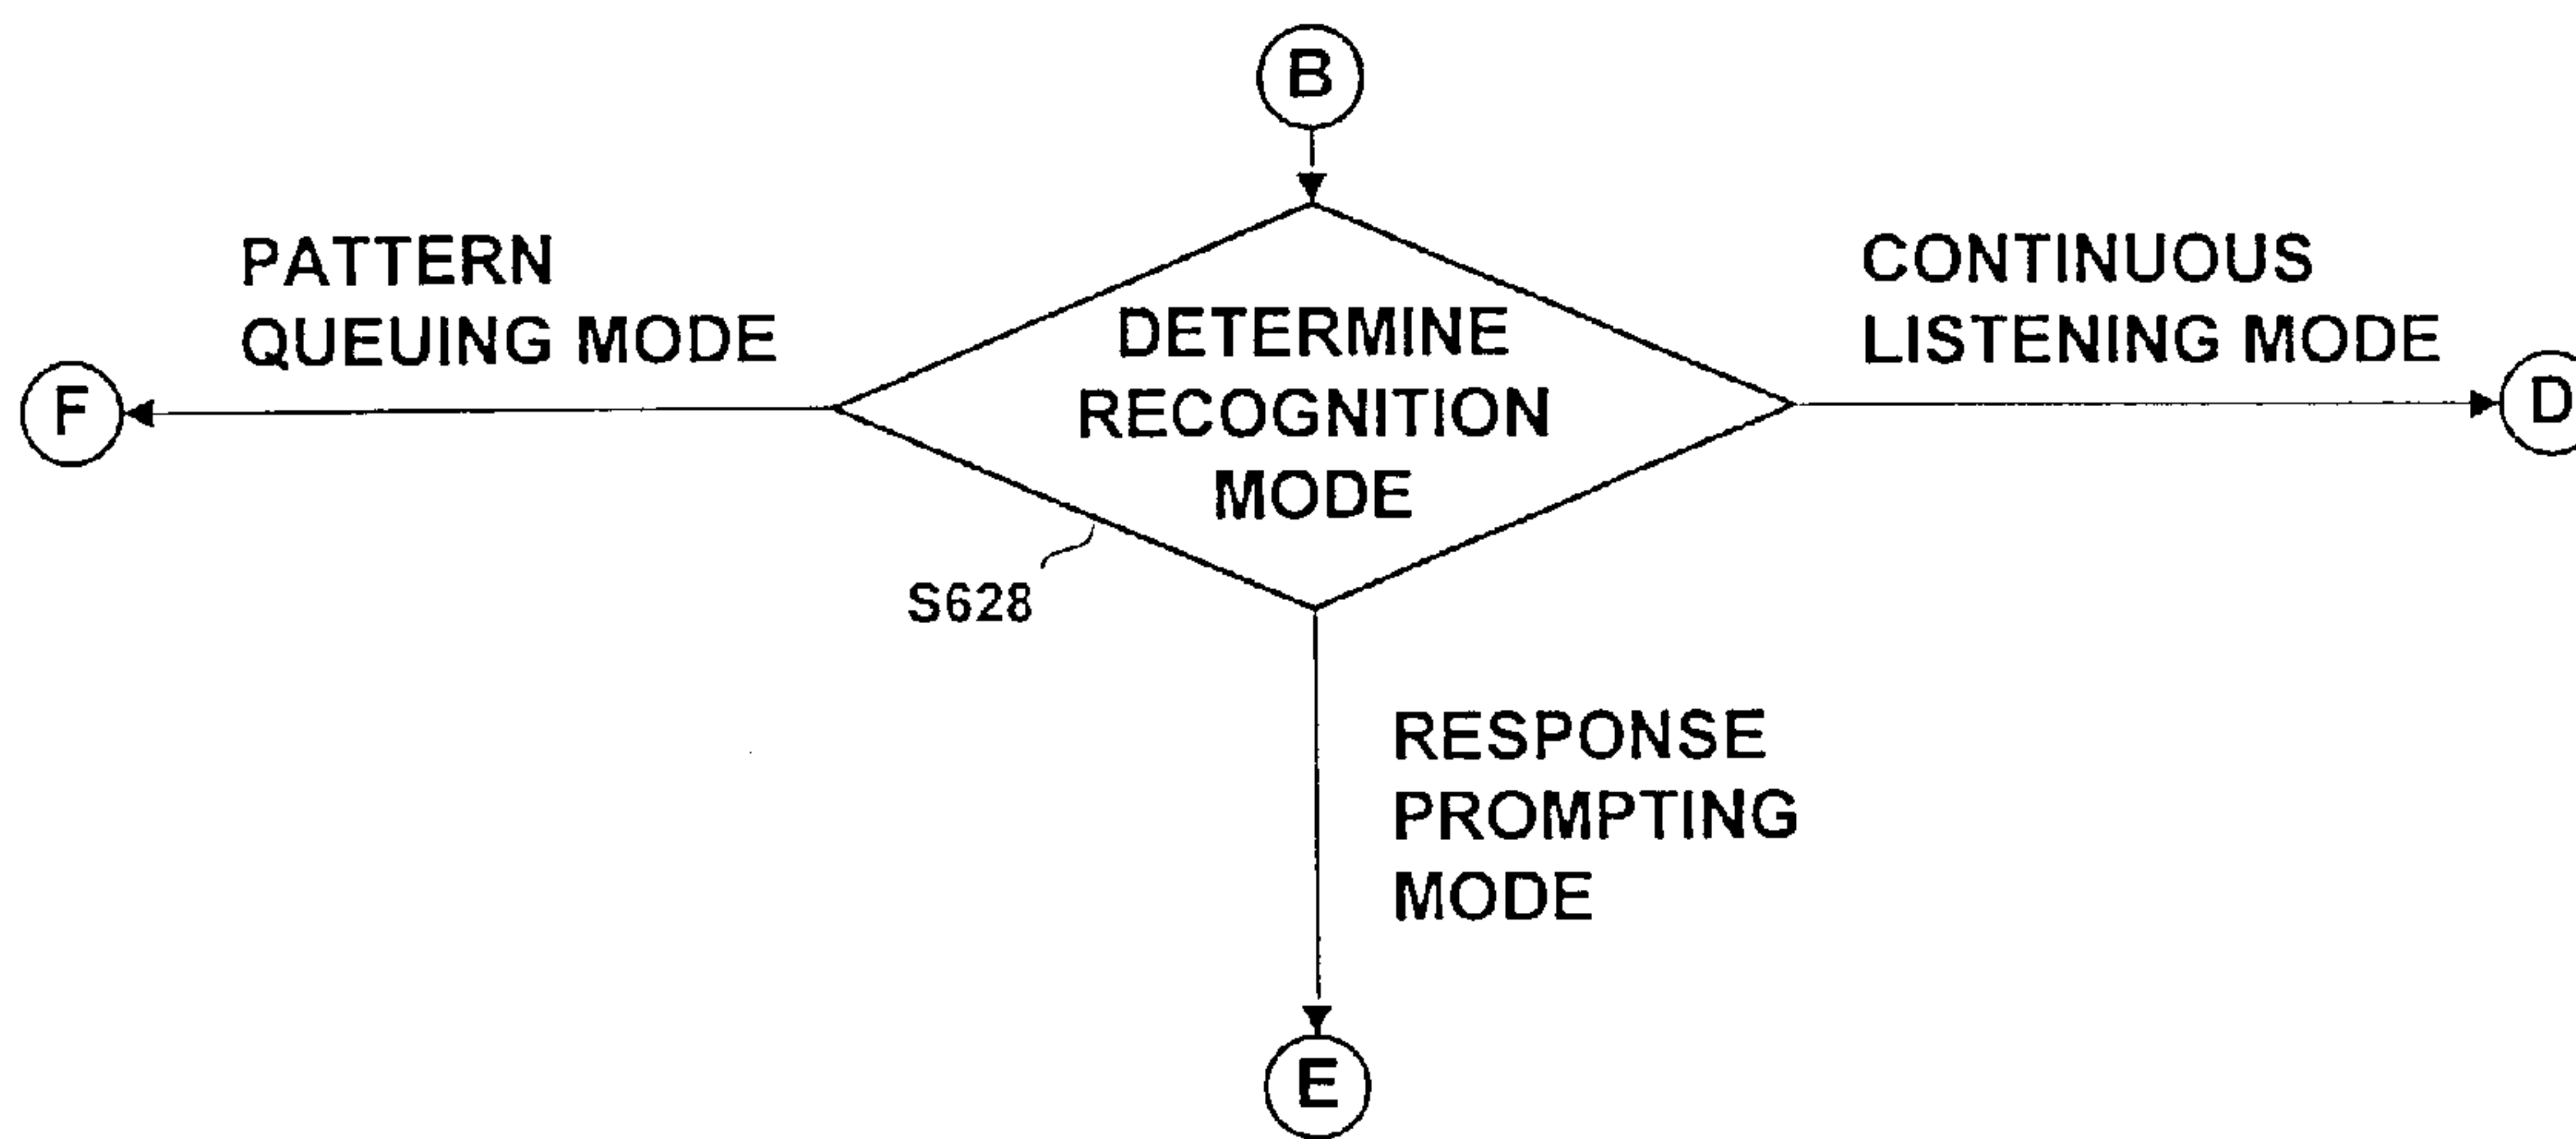 B
PATTERN
QUEUING MODE
CONTINUOUS
LISTENING MODE
DETERMINE
RECOGNITION
MODE
F
D
S628
RESPONSE
PROMPTING
MODE
E